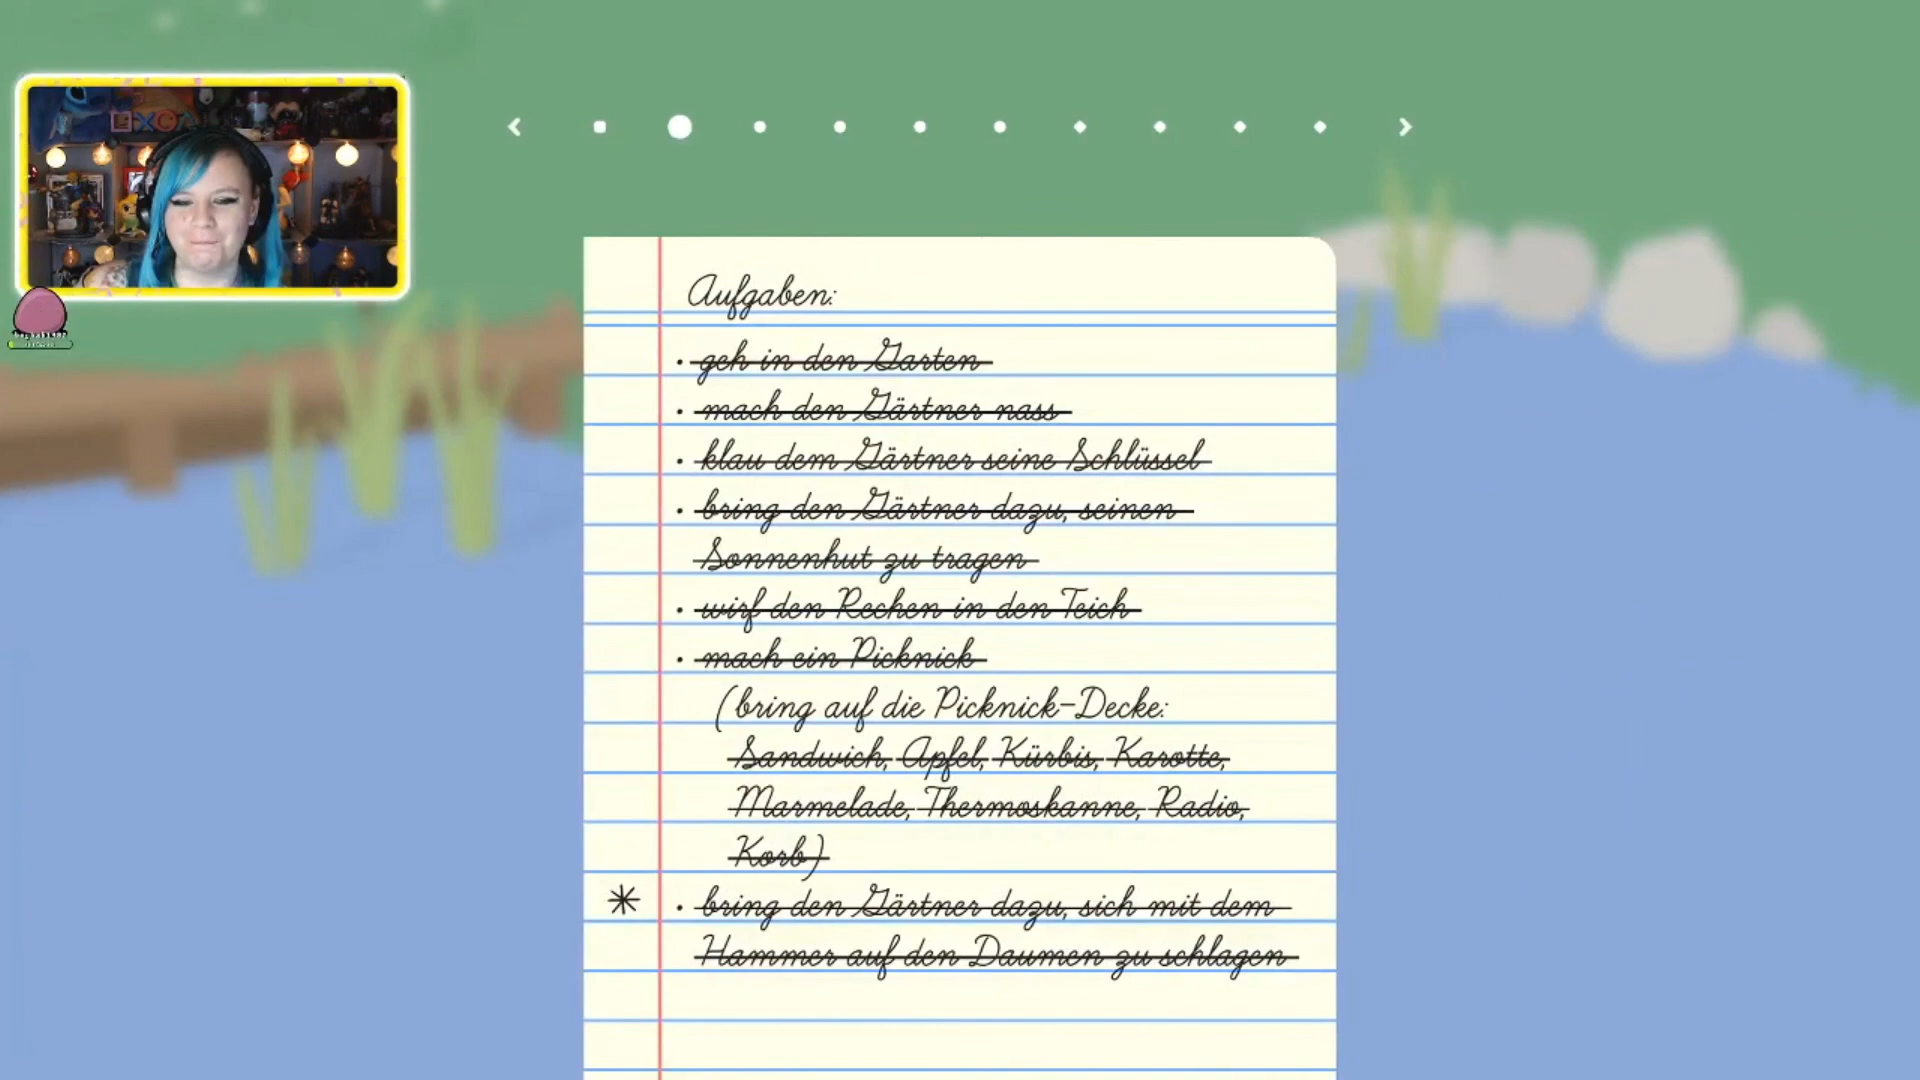 Aufgaben:
• geh in den Garten
• mach den Gärtner nass
• klau dem Gärtner seine Schlüssel
• bring den Gärtner dazu, seinen
Sonnenhut zu tragen
• wirf den Rechen in den Teich
• mach ein Picknick
(bring auf die Picknick-Decke:
Sandwich, Apfel, Kürbis, Karotte,
Marmelade, Thermoskanne, Radio,
Korb)
* • bring den Gärtner dazu, sich mit dem
Hammer auf den Daumen zu schlagen